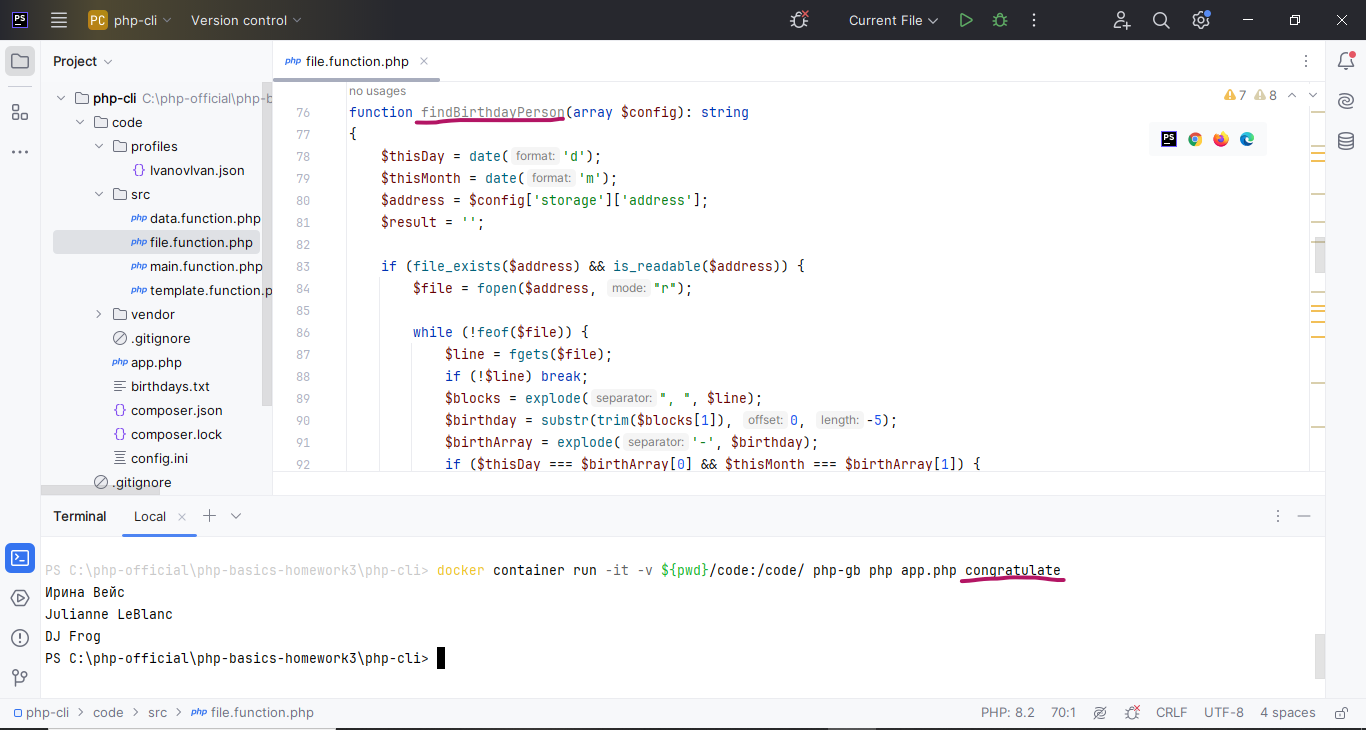 PS
PC php-cli Version control Current File
Project
php file.function.php
php-cli C:\php-official\php-b
code
profiles
{} IvanovIvan.json
src
php data.function.php
php file.function.php
php main.function.php
php template.function.p
vendor
.gitignore
php app.php
birthdays.txt
{} composer.json
{} composer.lock
config.ini
.gitignore
no usages
7 8
76 function findBirthdayPerson(array $config): string
77 {
78 $thisDay = date( format: 'd');
79 $thisMonth = date( format: 'm');
80 $address = $config['storage']['address'];
81 $result = '';
82
83 if (file_exists($address) && is_readable($address)) {
84 $file = fopen($address, mode: "r");
85
86 while (!feof($file)) {
87 $line = fgets($file);
88 if (!$line) break;
89 $blocks = explode( separator: ", ", $line);
90 $birthday = substr(trim($blocks[1]), offset: 0, length: -5);
91 $birthArray = explode( separator: '-', $birthday);
92 if ($thisDay === $birthArray[0] && $thisMonth === $birthArray[1]) {
PS
Terminal Local
PS C:\php-official\php-basics-homework3\php-cli> docker container run -it -v ${pwd}/code:/code/ php-gb php app.php congratulate
Ирина Вейс
Julianne LeBlanc
DJ Frog
PS C:\php-official\php-basics-homework3\php-cli>
php-cli > code > src > php file.function.php
PHP: 8.2 70:1 CRLF UTF-8 4 spaces